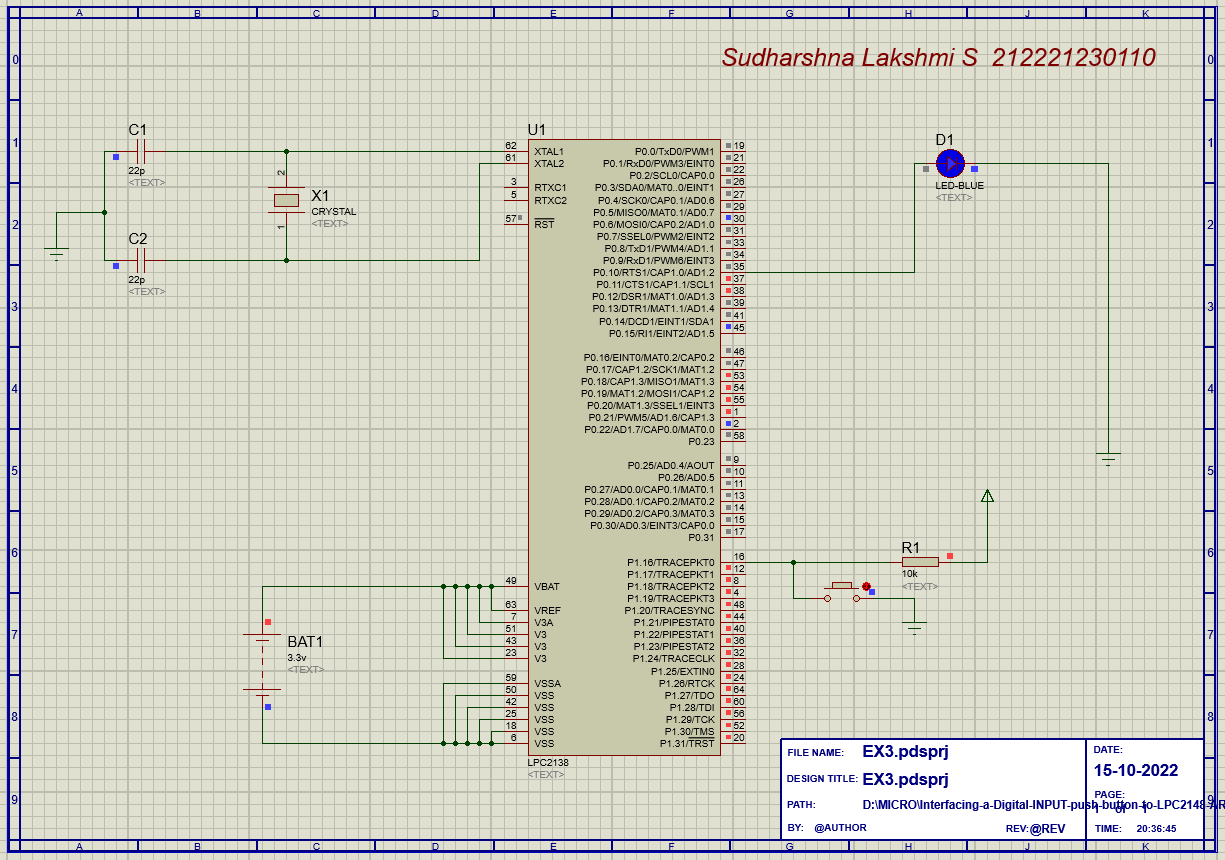 A B C D E F G H J K
0 0
Sudharshna Lakshmi S 212221230110
1 1
C1
22p
<TEXT>
2
X1
CRYSTAL
<TEXT>
1
C2
22p
<TEXT>
2 2
3 3
4 4
5 5
6 6
7 7
8 8
9 9
U1
62 XTAL1
61 XTAL2
3 RTXC1
5 RTXC2
57 RST
49 VBAT
63 VREF
7 V3A
51 V3
43 V3
23 V3
59 VSSA
50 VSS
42 VSS
25 VSS
18 VSS
6 VSS
P0.0/TxD0/PWM1 19
P0.1/RxD0/PWM3/EINT0 21
P0.2/SCL0/CAP0.0 22
P0.3/SDA0/MAT0..0/EINT1 26
P0.4/SCK0/CAP0.1/AD0.6 27
P0.5/MISO0/MAT0.1/AD0.7 29
P0.6/MOSI0/CAP0.2/AD1.0 30
P0.7/SSEL0/PWM2/EINT2 31
P0.8/TxD1/PWM4/AD1.1 33
P0.9/RxD1/PWM6/EINT3 34
P0.10/RTS1/CAP1.0/AD1.2 35
P0.11/CTS1/CAP1.1/SCL1 37
P0.12/DSR1/MAT1.0/AD1.3 38
P0.13/DTR1/MAT1.1/AD1.4 39
P0.14/DCD1/EINT1/SDA1 41
P0.15/RI1/EINT2/AD1.5 45
P0.16/EINT0/MAT0.2/CAP0.2 46
P0.17/CAP1.2/SCK1/MAT1.2 47
P0.18/CAP1.3/MISO1/MAT1.3 53
P0.19/MAT1.2/MOSI1/CAP1.2 54
P0.20/MAT1.3/SSEL1/EINT3 55
P0.21/PWM5/AD1.6/CAP1.3 1
P0.22/AD1.7/CAP0.0/MAT0.0 2
P0.23 58
P0.25/AD0.4/AOUT 9
P0.26/AD0.5 10
P0.27/AD0.0/CAP0.1/MAT0.1 11
P0.28/AD0.1/CAP0.2/MAT0.2 13
P0.29/AD0.2/CAP0.3/MAT0.3 14
P0.30/AD0.3/EINT3/CAP0.0 15
P0.31 17
P1.16/TRACEPKT0 16
P1.17/TRACEPKT1 12
P1.18/TRACEPKT2 8
P1.19/TRACEPKT3 4
P1.20/TRACESYNC 48
P1.21/PIPESTAT0 44
P1.22/PIPESTAT1 40
P1.23/PIPESTAT2 36
P1.24/TRACECLK 32
P1.25/EXTIN0 28
P1.26/RTCK 24
P1.27/TDO 64
P1.28/TDI 60
P1.29/TCK 56
P1.30/TMS 52
P1.31/TRST 20
LPC2138
<TEXT>
BAT1
3.3v
<TEXT>
D1
LED-BLUE
<TEXT>
R1
10k
<TEXT>
FILE NAME: EX3.pdsprj
DESIGN TITLE: EX3.pdsprj
PATH: D:\MICRO\Interfacing-a-Digital-INPUT-push-button-to-LPC2148-AR
BY: @AUTHOR REV:@REV
DATE:
15-10-2022
PAGE:
1 of 1
TIME: 20:36:45
A B C D E F G H J K